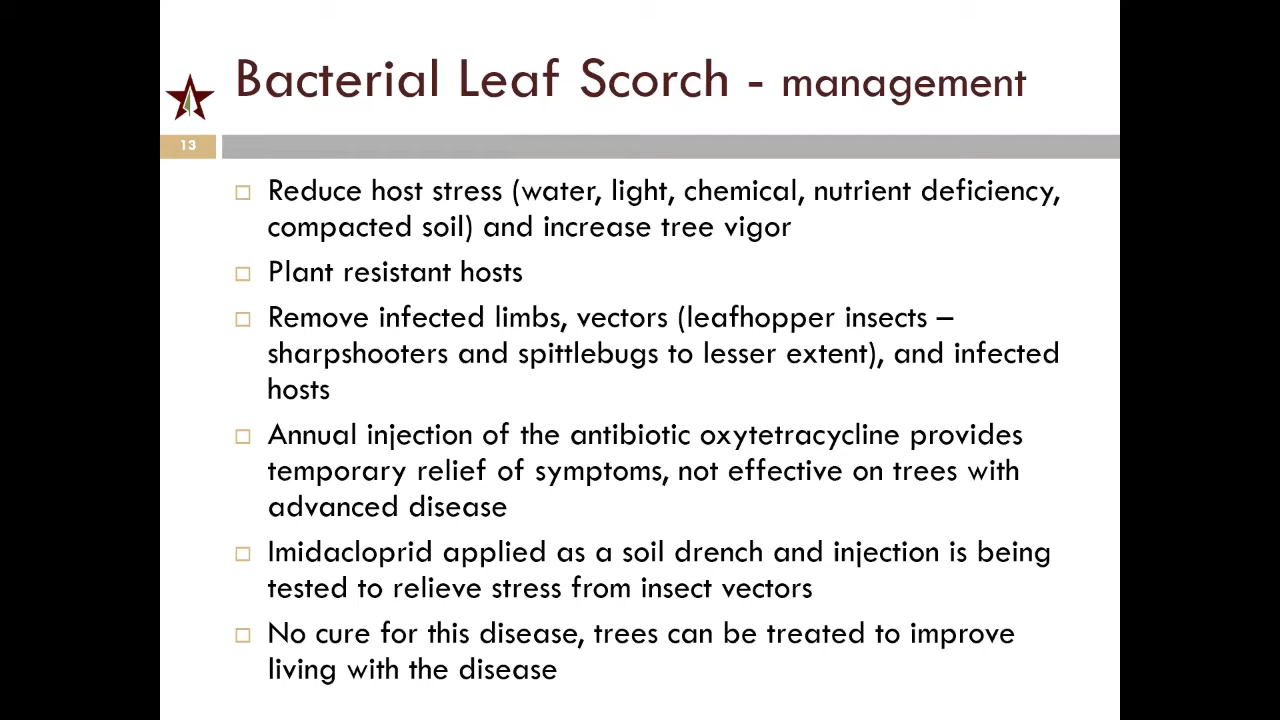 Bacterial Leaf Scorch - management
13
Reduce host stress (water, light, chemical, nutrient deficiency,
compacted soil) and increase tree vigor
Plant resistant hosts
Remove infected limbs, vectors (leafhopper insects –
sharpshooters and spittlebugs to lesser extent), and infected
hosts
Annual injection of the antibiotic oxytetracycline provides
temporary relief of symptoms, not effective on trees with
advanced disease
Imidacloprid applied as a soil drench and injection is being
tested to relieve stress from insect vectors
No cure for this disease, trees can be treated to improve
living with the disease